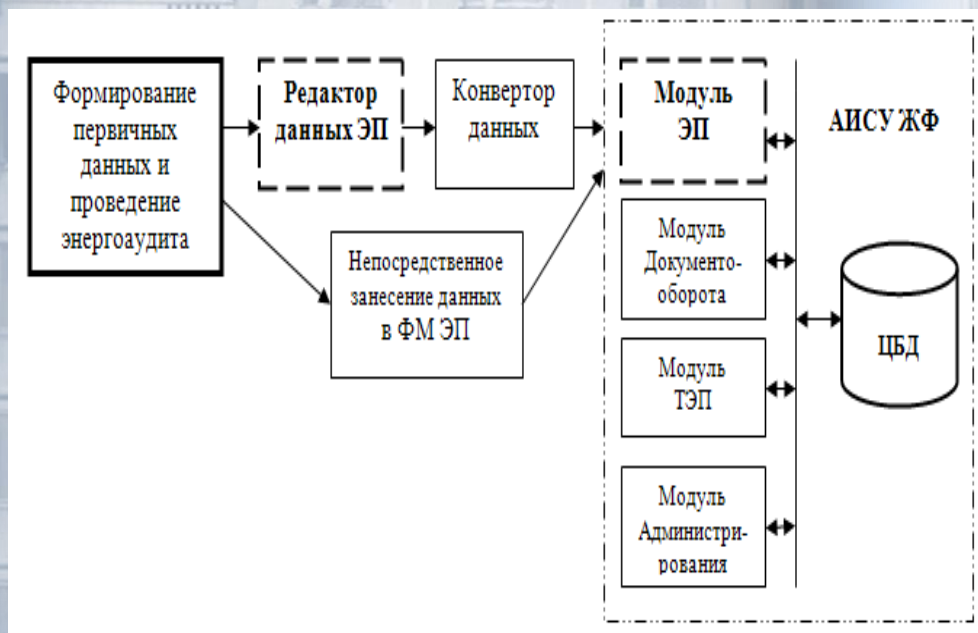 Формирование
первичных
данных и
проведение
энергоаудита
Редактор
данных ЭП
Конвертор
данных
Непосредственное
занесение данных
в ФМ ЭП
Модуль
ЭП
АИСУ ЖФ
Модуль
Документо-
оборота
ЦБД
Модуль
ТЭП
Модуль
Администри-
рования